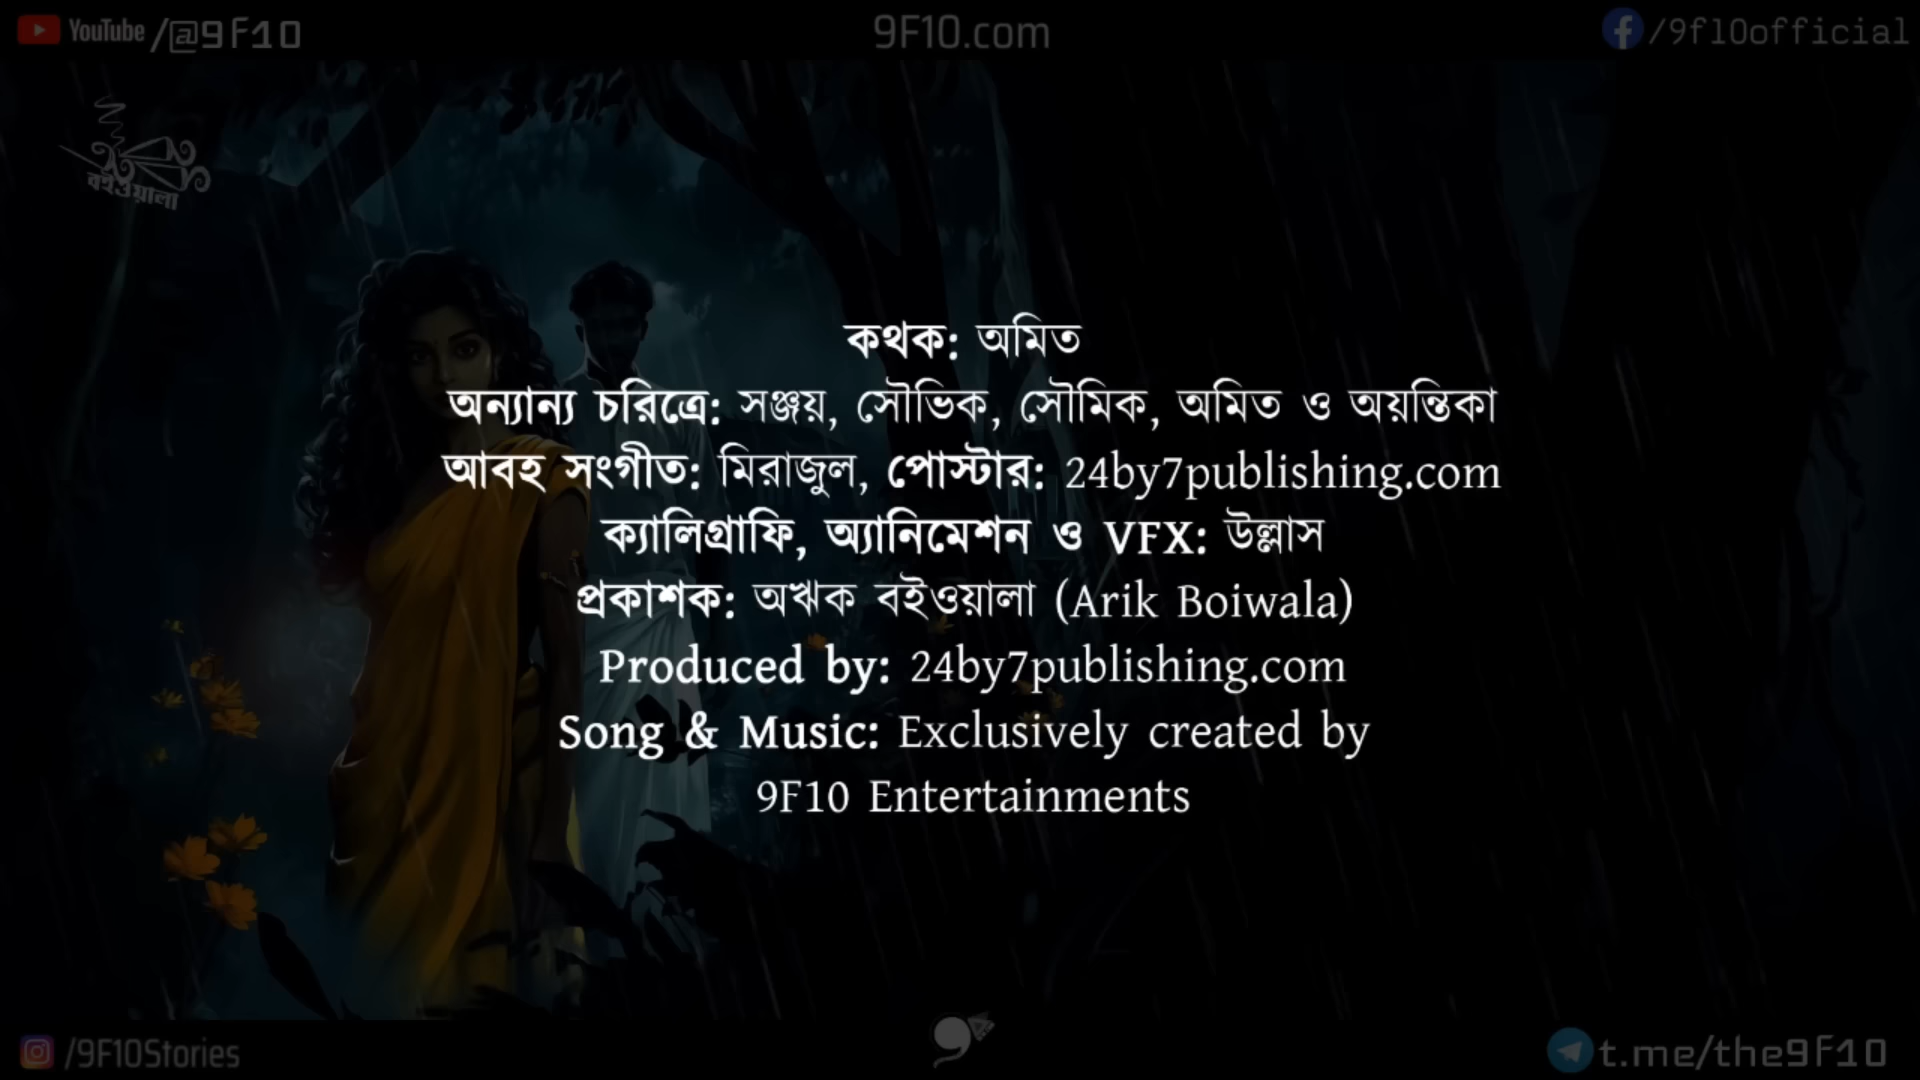 YouTube /@9F10
9F10.com
/9f10official
বইওয়ালা
কথক: অমিত
অন্যান্য চরিত্রে: সঞ্জয়, সৌভিক, সৌমিক, অমিত ও অয়ন্তিকা
আবহ সংগীত: মিরাজুল, পোস্টার: 24by7publishing.com
ক্যালিগ্রাফি, অ্যানিমেশন ও VFX: উল্লাস
প্রকাশক: অঋক বইওয়ালা (Arik Boiwala)
Produced by: 24by7publishing.com
Song & Music: Exclusively created by
9F10 Entertainments
/9F10Stories
t.me/the9F10